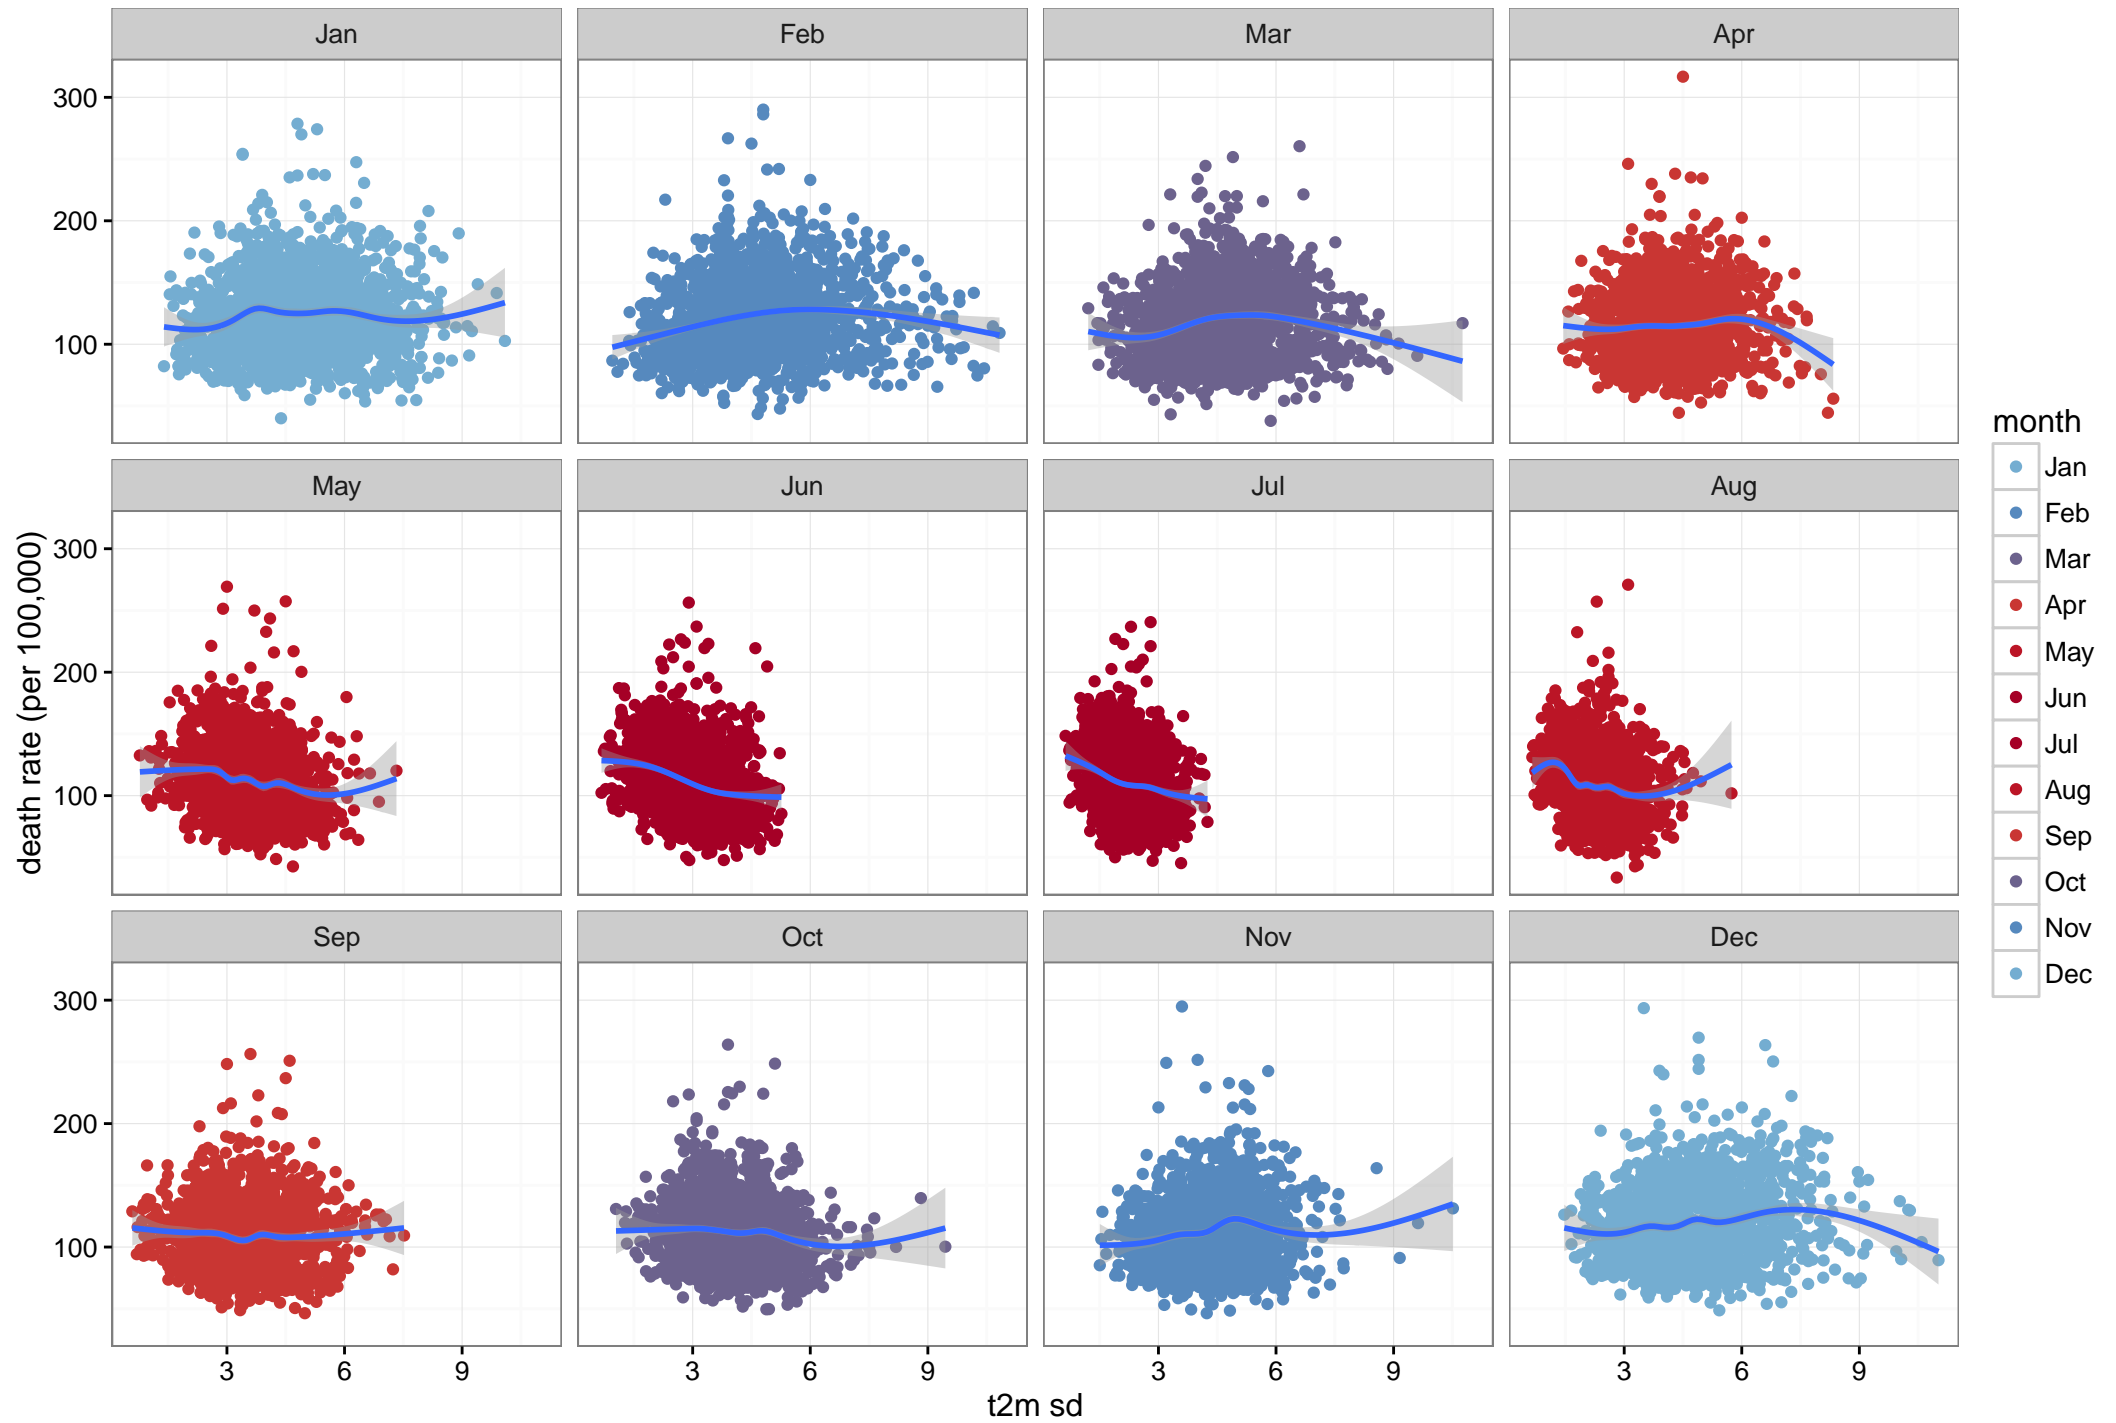 Jan Feb Mar Apr
300
200
100
May Jun Jul Aug
300
200
100
Sep Oct Nov Dec
300
200
100
3 6 9 3 6 9 3 6 9 3 6 9
t2m sd
death rate (per 100,000)
month
Jan
Feb
Mar
Apr
May
Jun
Jul
Aug
Sep
Oct
Nov
Dec